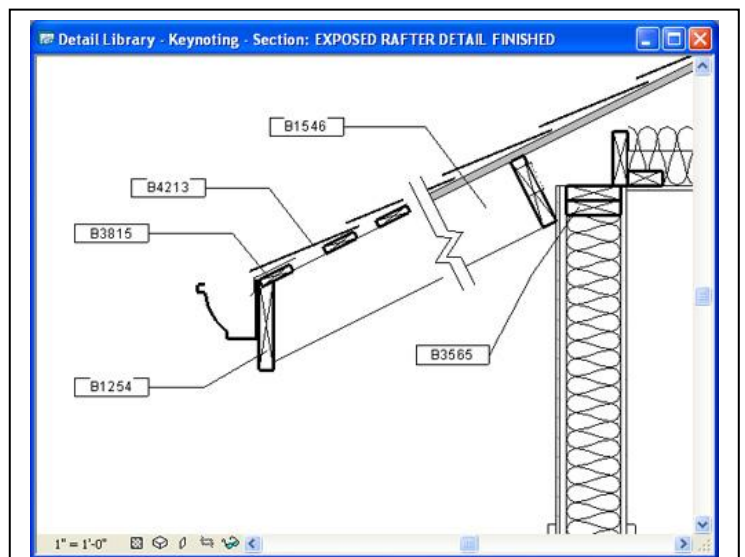 Detail Library - Keynoting - Section: EXPOSED RAFTER DETAIL FINISHED
B1546
B4213
B3815
B3565
B1254
1" = 1'-0"